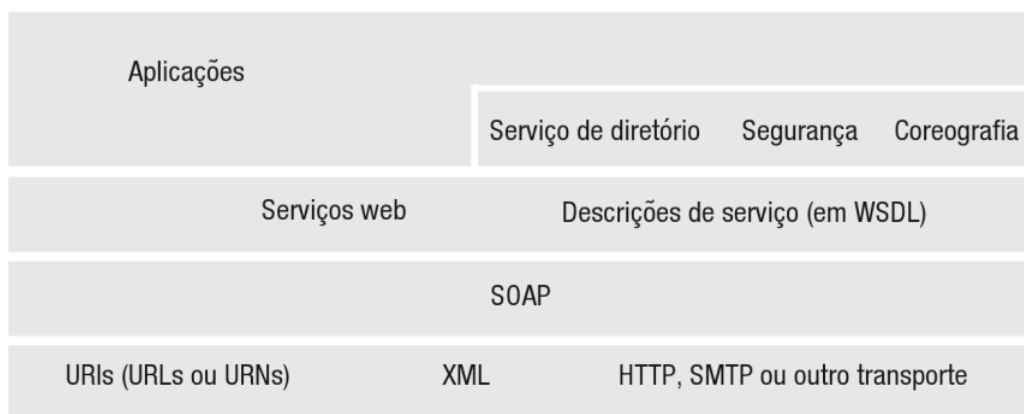 Aplicações
Serviço de diretório Segurança Coreografia
Serviços web Descrições de serviço (em WSDL)
SOAP
URIs (URLs ou URNs) XML HTTP, SMTP ou outro transporte